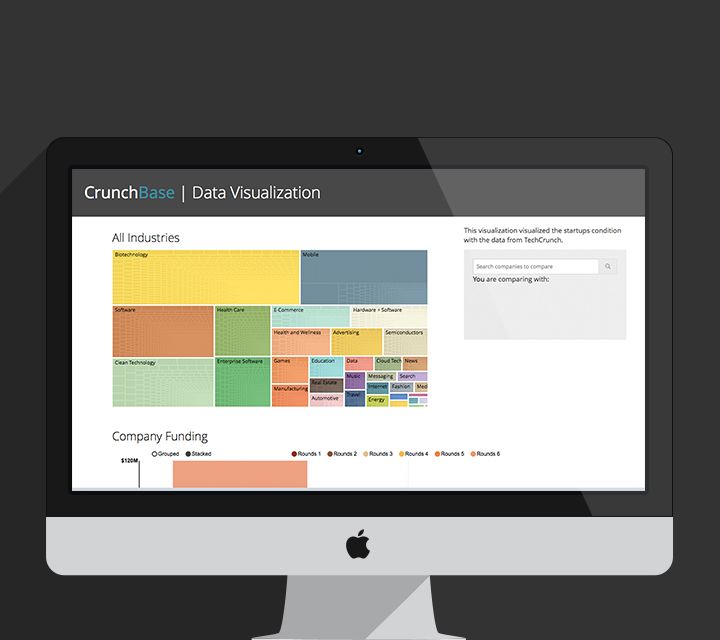 CrunchBase | Data Visualization
All Industries
This visualization visualized the startups condition
with the data from TechCrunch.
Biotechnology
Mobile
Search companies to compare
You are comparing with:
Software
Health Care
E-Commerce
Hardware + Software
Health and Wellness
Advertising
Semiconductors
Clean Technology
Enterprise Software
Games
Education
Data
Cloud Tech
News
Music
Messaging
Search
Real Estate
Manufacturing
Internet
Fashion
Med
Automotive
Travel
Energy
Company Funding
Grouped Stacked
Rounds 1 Rounds 2 Rounds 3 Rounds 4 Rounds 5 Rounds 6
$120M